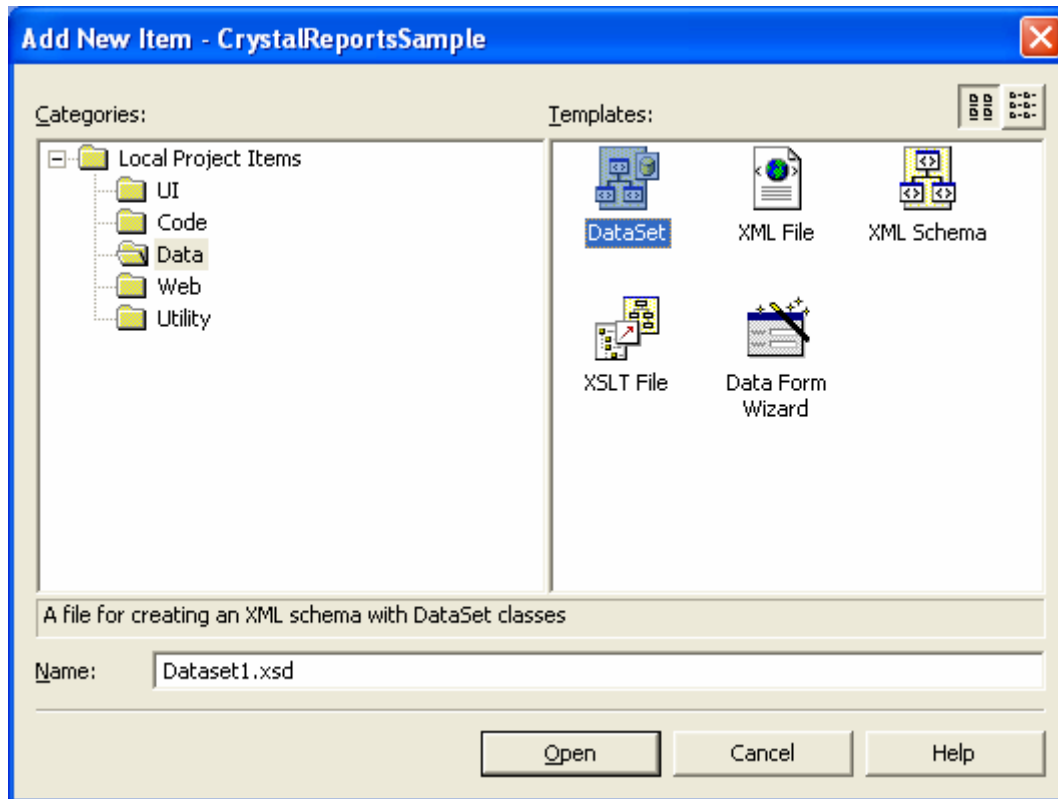 Add New Item - CrystalReportsSample
Categories:
Templates:
Local Project Items
UI
Code
Data
Web
Utility
DataSet
XML File
XML Schema
XSLT File
Data Form
Wizard
A file for creating an XML schema with DataSet classes
Name:
Dataset1.xsd
Open
Cancel
Help